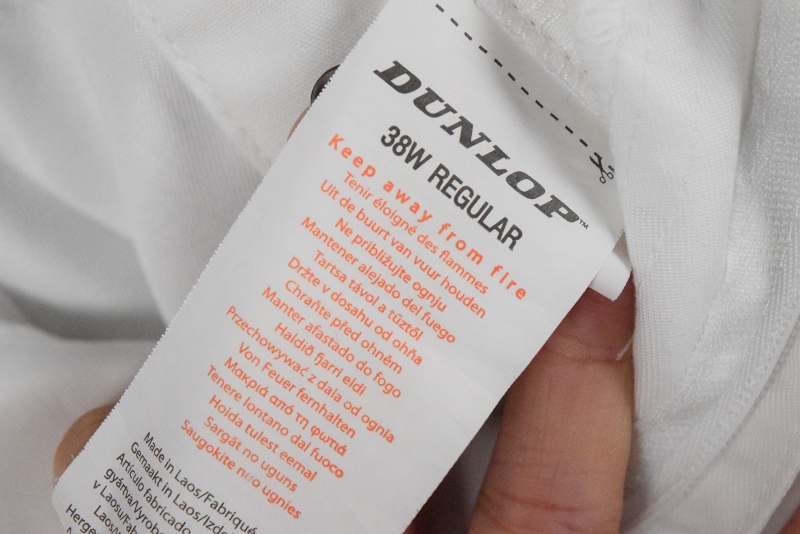 DUNLOP™
38W REGULAR
Keep away from fire
Tenir éloigné des flammes
Uit de buurt van vuur houden
Ne približujte ognju
Mantener alejado del fuego
Tartsa távol a tűztől
Držte v dosahu od ohňa
Chraňte před ohněm
Manter afastado do fogo
Haldið fjarri eldi
Przechowywać z dala od ognia
Von Feuer fernhalten
Μακριά από τη φωτιά
Tenere lontano dal fuoco
Hoida tulest eemal
Sargāt no uguns
Saugokite nuo ugnies
Made in Laos/Fabriqué
Gemaakt in Laos/Izde
Artículo fabricado
gyártva/Vyrobe
v Laosu/Fab
Laos/
Herge